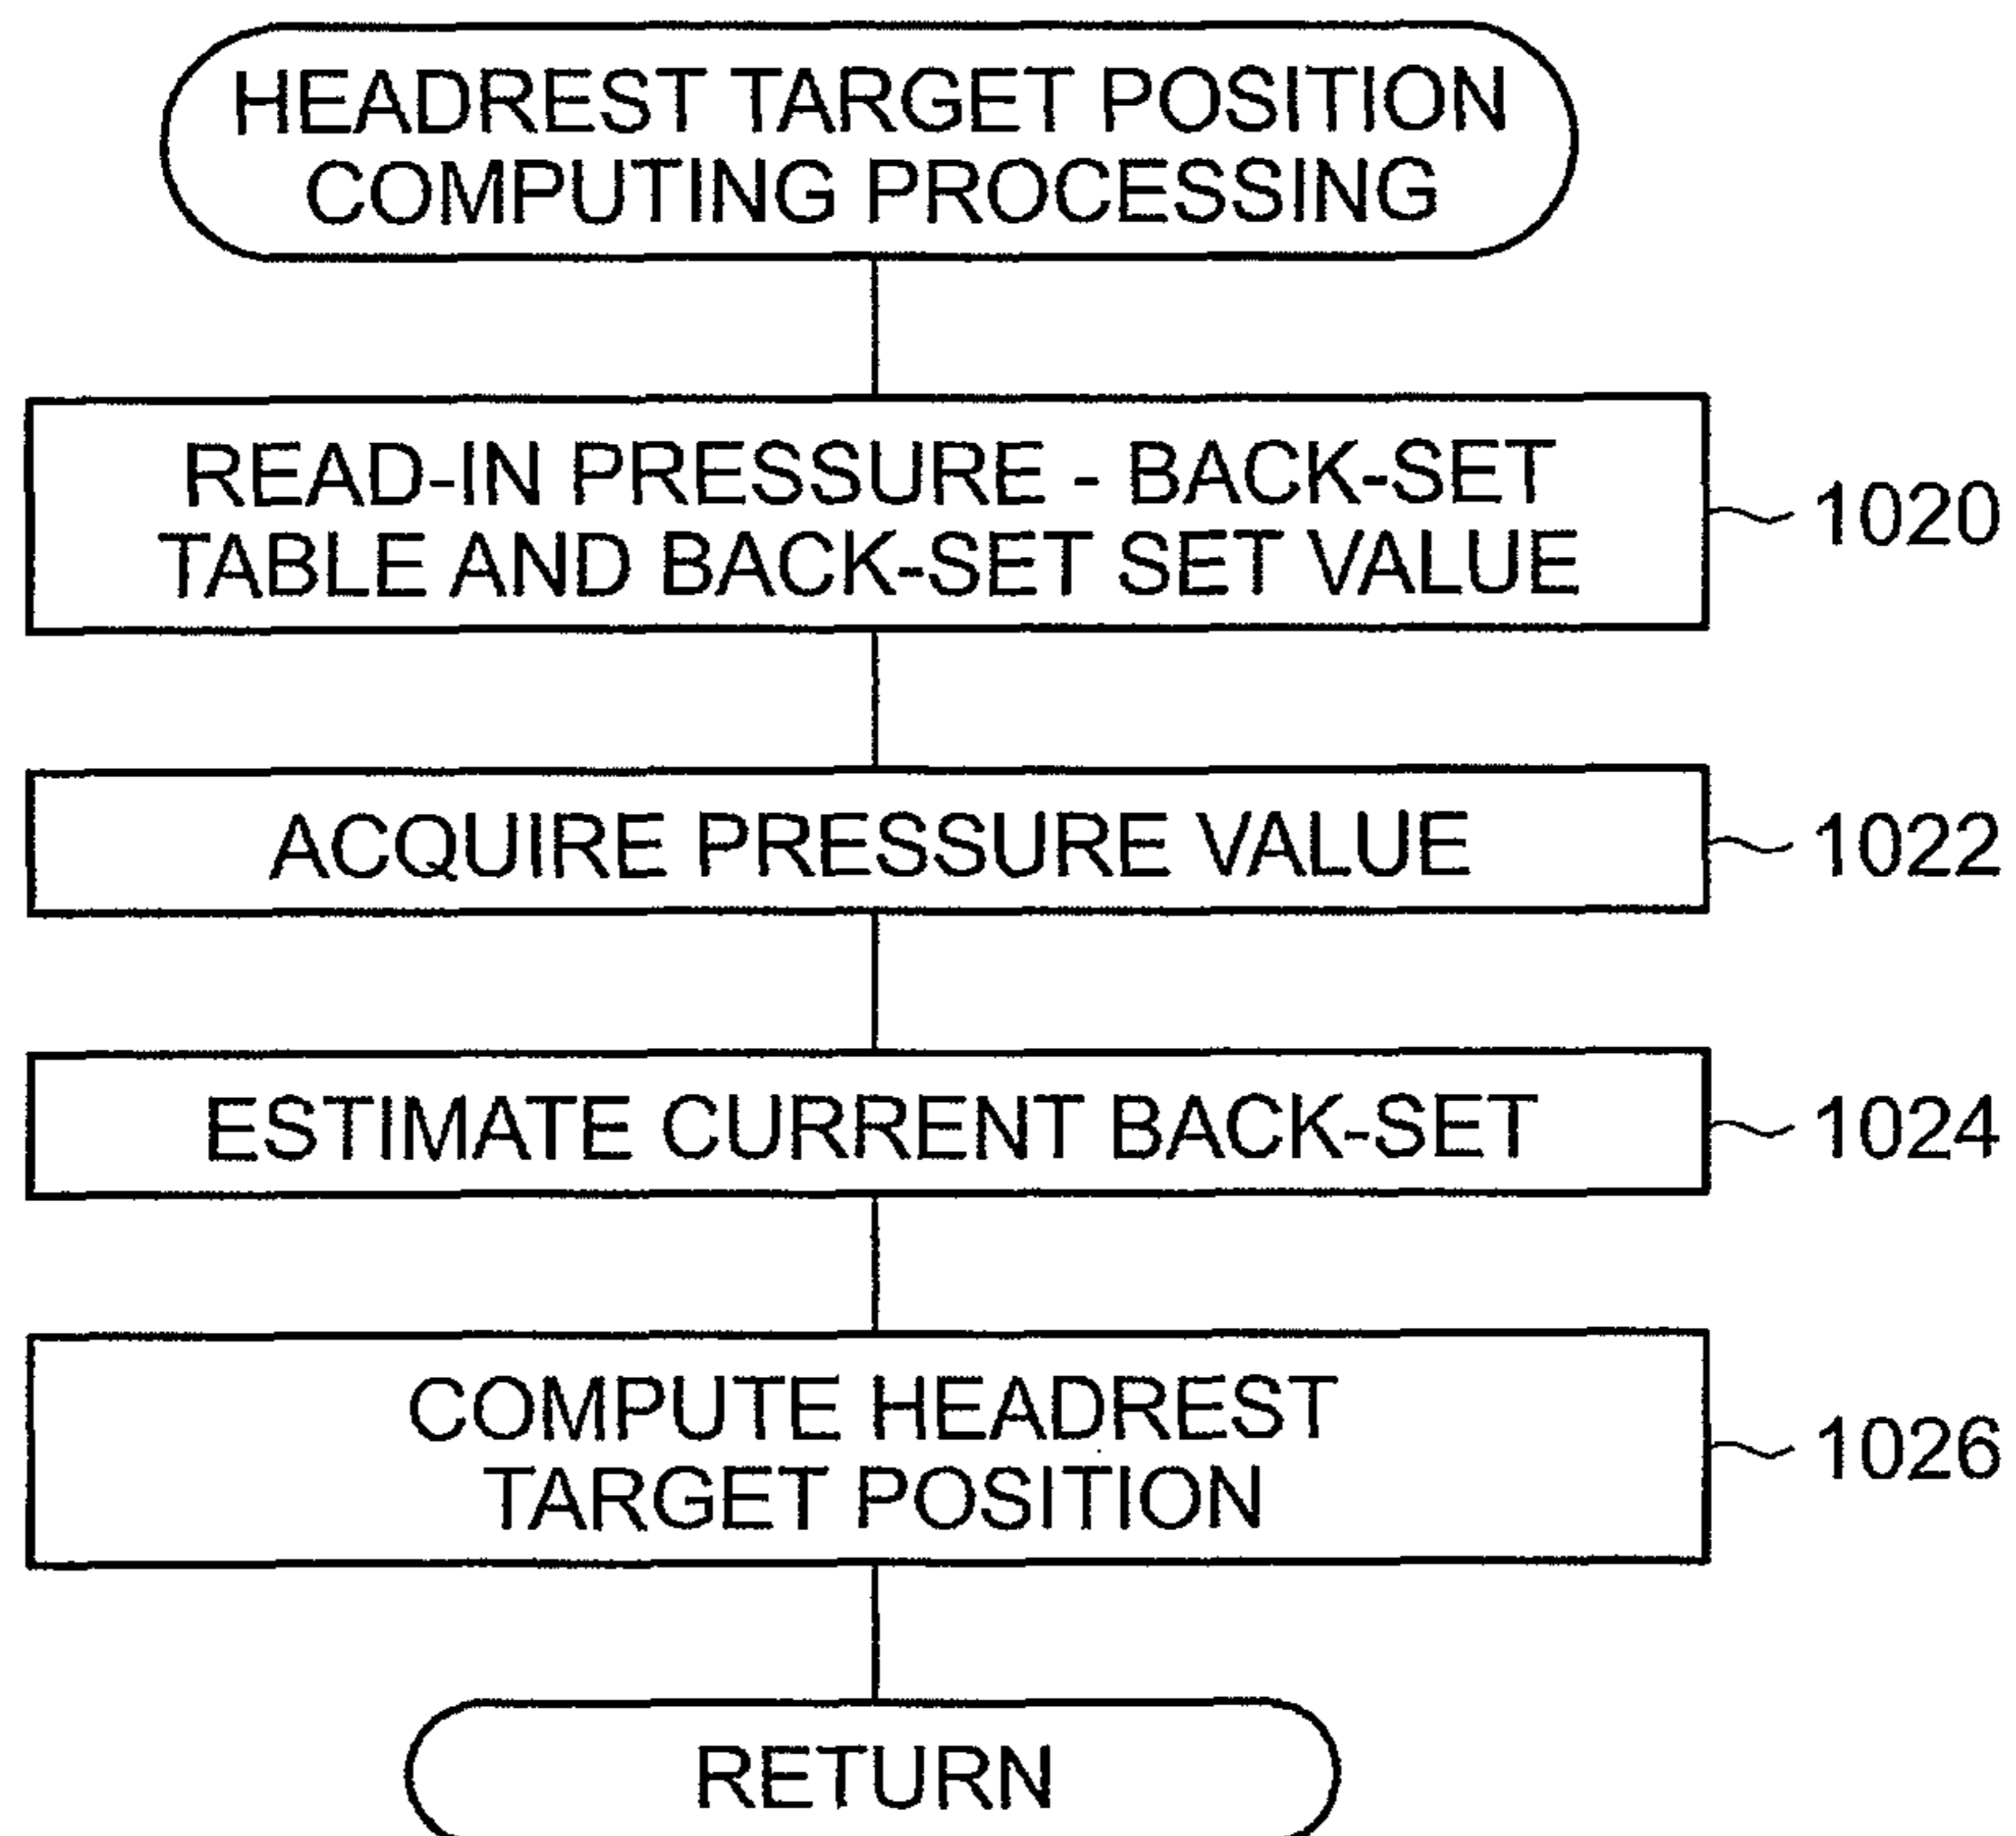 HEADREST TARGET POSITION
COMPUTING PROCESSING
READ-IN PRESSURE - BACK-SET
TABLE AND BACK-SET SET VALUE
1020
ACQUIRE PRESSURE VALUE
1022
ESTIMATE CURRENT BACK-SET
1024
COMPUTE HEADREST
TARGET POSITION
1026
RETURN